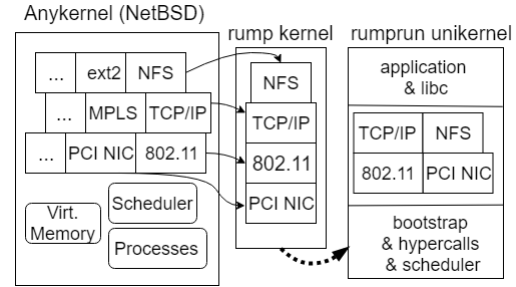 Anykernel (NetBSD)
... ext2 NFS
... MPLS TCP/IP
... PCI NIC 802.11
Virt.
Memory
Scheduler
Processes
rump kernel
NFS
TCP/IP
802.11
PCI NIC
rumprun unikernel
application
& libc
TCP/IP NFS
802.11 PCI NIC
bootstrap
& hypercalls
& scheduler